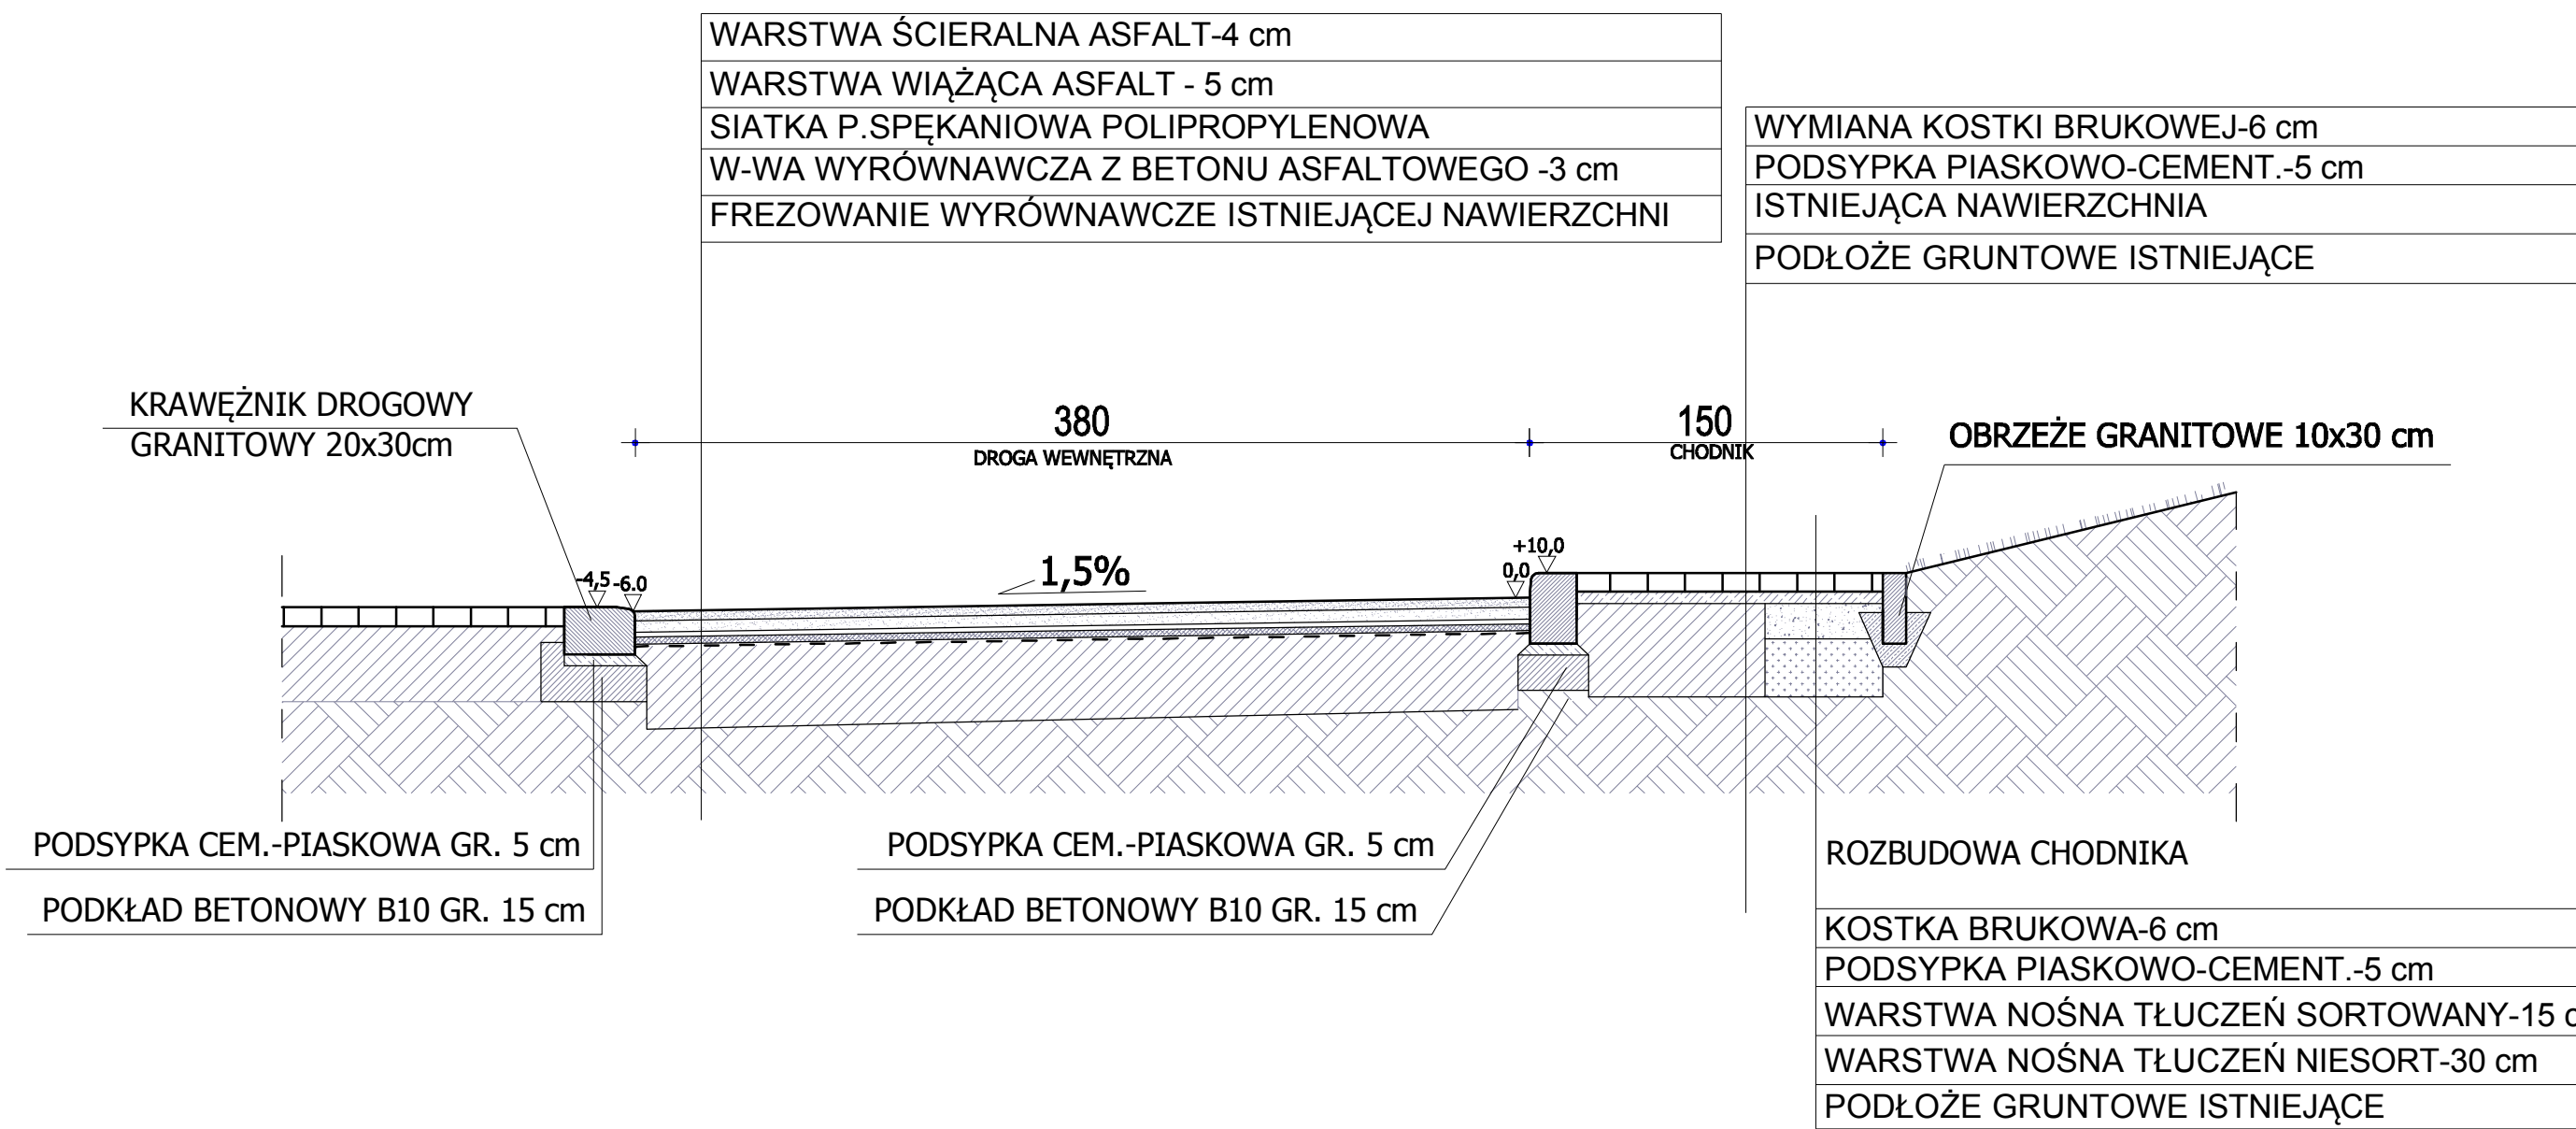 WARSTWA ŚCIERALNA ASFALT-4 cm
WARSTWA WIĄŻĄCA ASFALT - 5 cm
SIATKA P.SPĘKANIOWA POLIPROPYLENOWA
W-WA WYRÓWNAWCZA Z BETONU ASFALTOWEGO -3 cm
FREZOWANIE WYRÓWNAWCZE ISTNIEJĄCEJ NAWIERZCHNI
WYMIANA KOSTKI BRUKOWEJ-6 cm
PODSYPKA PIASKOWO-CEMENT.-5 cm
ISTNIEJĄCA NAWIERZCHNIA
PODŁOŻE GRUNTOWE ISTNIEJĄCE
KRAWĘŻNIK DROGOWY
GRANITOWY 20x30cm
380
DROGA WEWNĘTRZNA
150
CHODNIK
OBRZEŻE GRANITOWE 10x30 cm
-4,5
-6.0
1,5%
0,0
+10,0
PODSYPKA CEM.-PIASKOWA GR. 5 cm
PODKŁAD BETONOWY B10 GR. 15 cm
PODSYPKA CEM.-PIASKOWA GR. 5 cm
PODKŁAD BETONOWY B10 GR. 15 cm
ROZBUDOWA CHODNIKA
KOSTKA BRUKOWA-6 cm
PODSYPKA PIASKOWO-CEMENT.-5 cm
WARSTWA NOŚNA TŁUCZEŃ SORTOWANY-15 c
WARSTWA NOŚNA TŁUCZEŃ NIESORT-30 cm
PODŁOŻE GRUNTOWE ISTNIEJĄCE